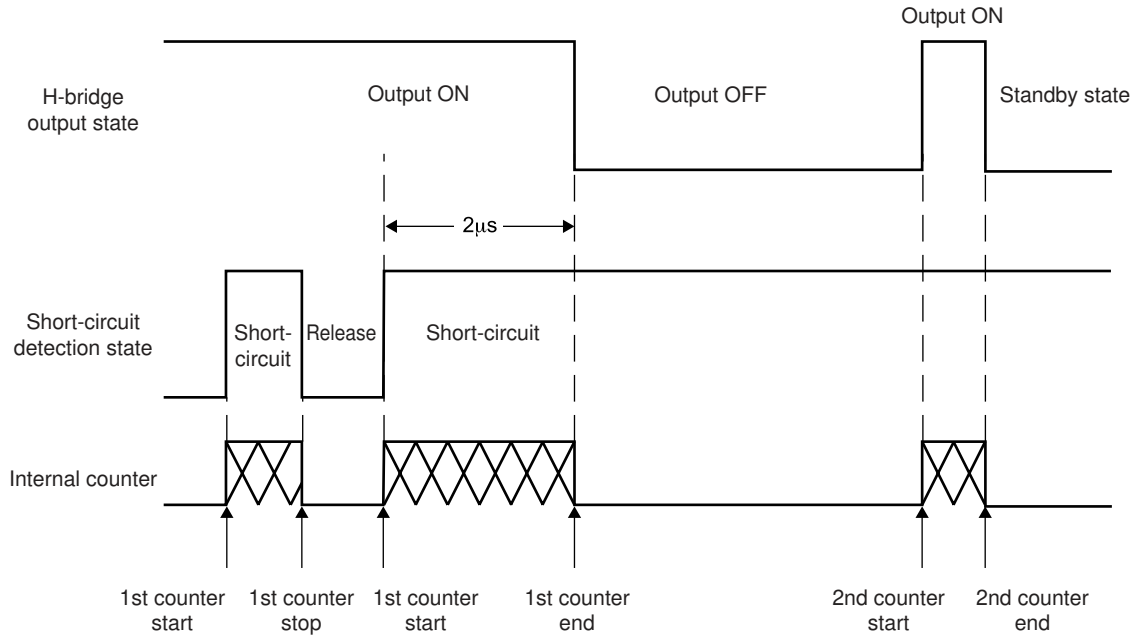 Output ON
H-bridge
output state
Output ON
Output OFF
Standby state
2μs
Short-circuit
detection state
Short-
circuit
Release
Short-circuit
Internal counter
1st counter
start
1st counter
stop
1st counter
start
1st counter
end
2nd counter
start
2nd counter
end